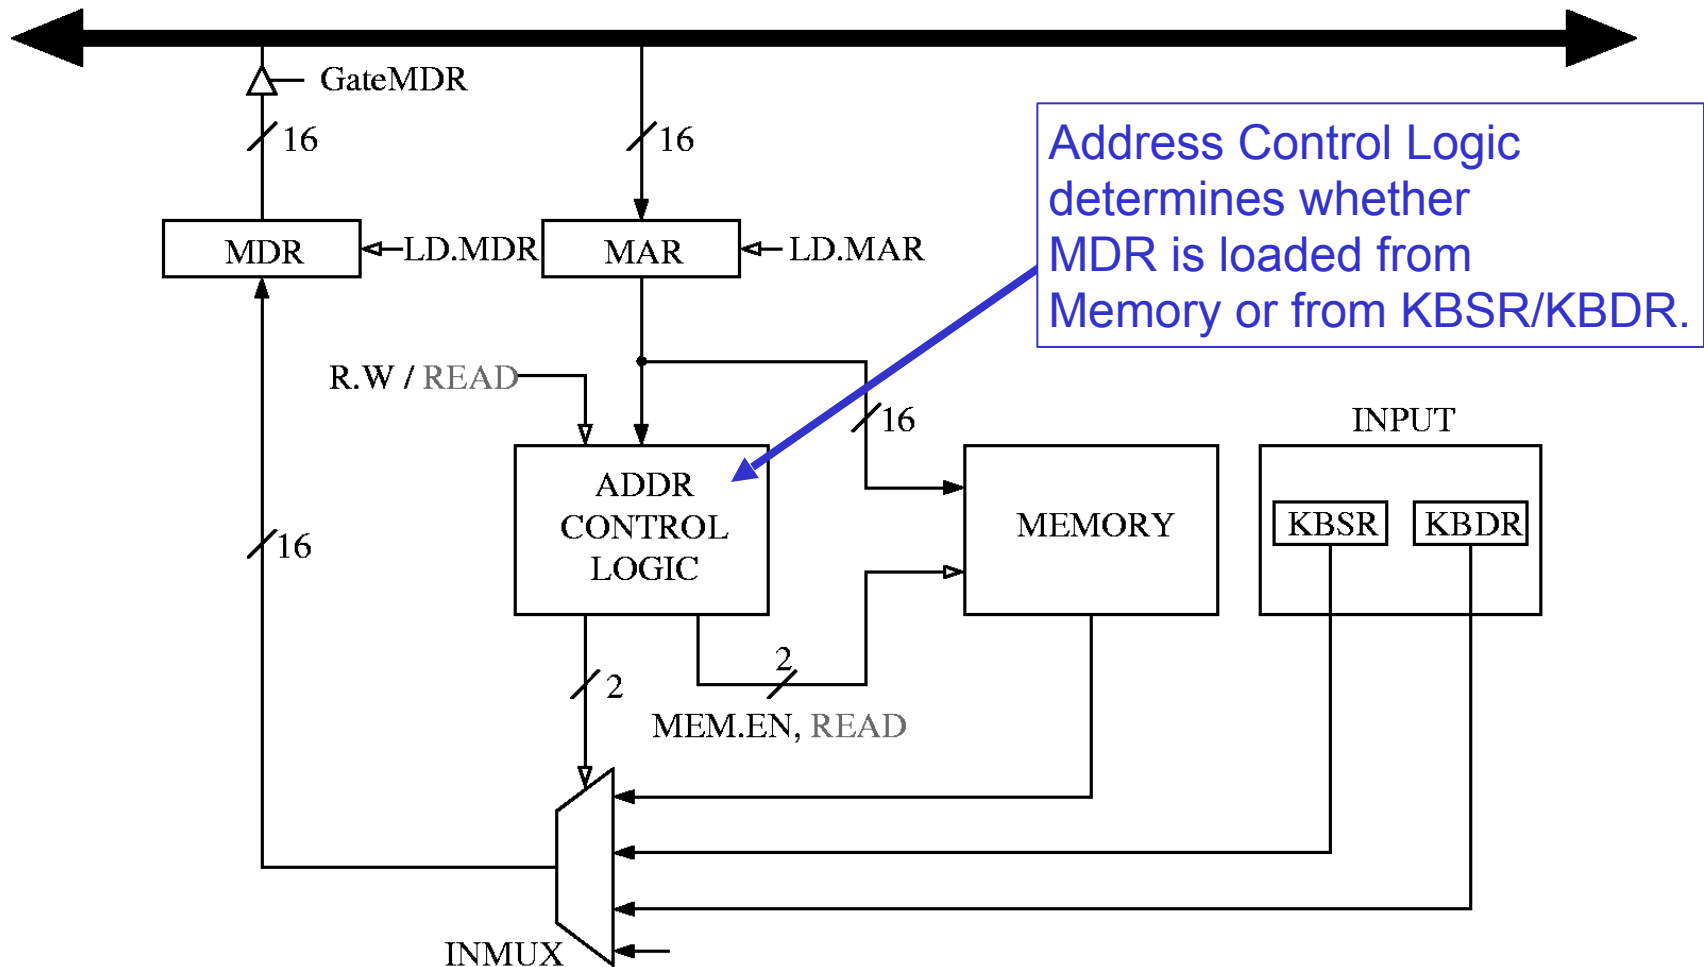 GateMDR
16
16
Address Control Logic
determines whether
MDR is loaded from
Memory or from KBSR/KBDR.
MDR
LD.MDR
MAR
LD.MAR
R.W / READ
16
INPUT
ADDR
CONTROL
LOGIC
MEMORY
KBSR
KBDR
16
2
2
MEM.EN, READ
INMUX